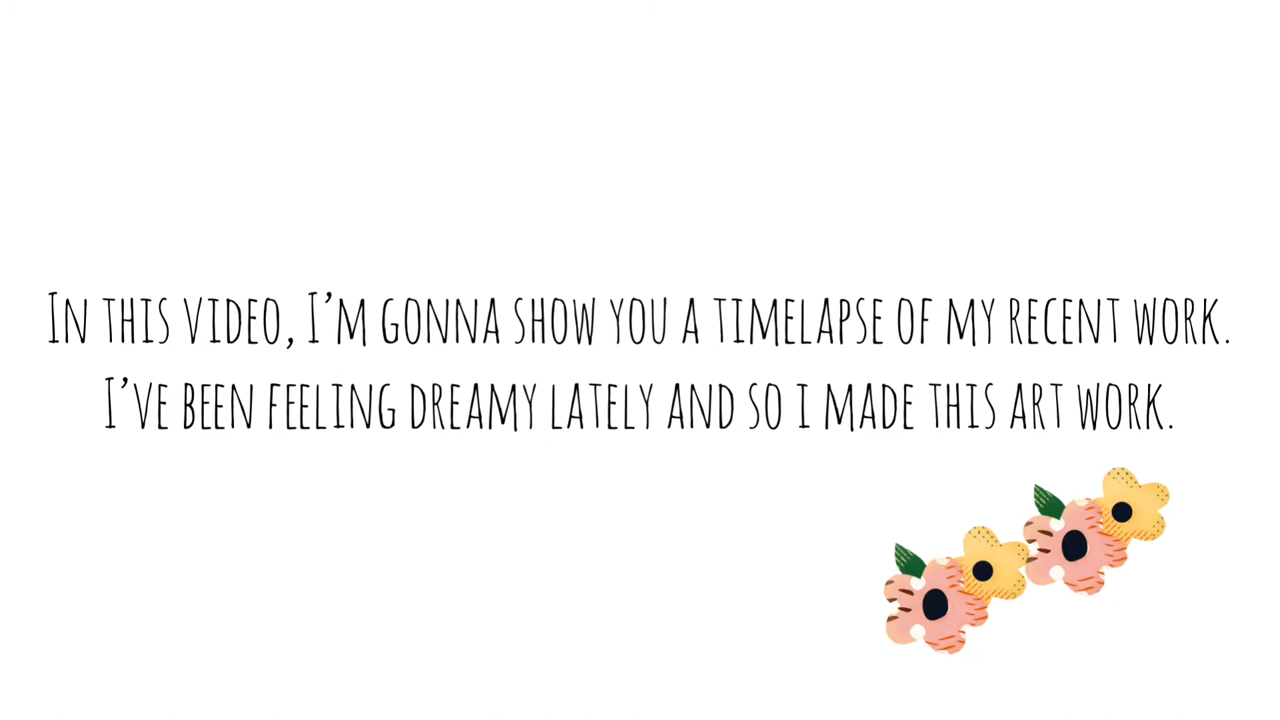 In this video, I'm gonna show you a timelapse of my recent work.
I've been feeling dreamy lately and so i made this art work.